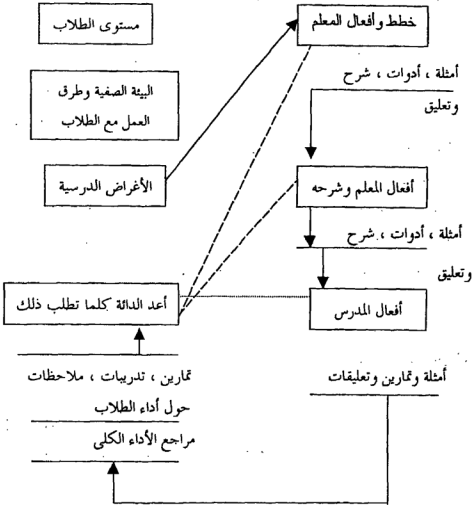 مستوى الطلاب
خطط وأفعال المعلم
أمثلة ، أدوات ، شرح
وتعليق
البيئة الصفية وطرق
العمل مع الطلاب
الأغراض الدرسية
أفعال المعلم وشرحه
أمثلة ، أدوات ، شرح
وتعليق
أعد الدائة كلما تطلب ذلك
أفعال المدرس
تمارين ، تدريبات ، ملاحظات
حول أداء الطلاب
مراجع الأداء الكلى
أمثلة وتمارين وتعليقات